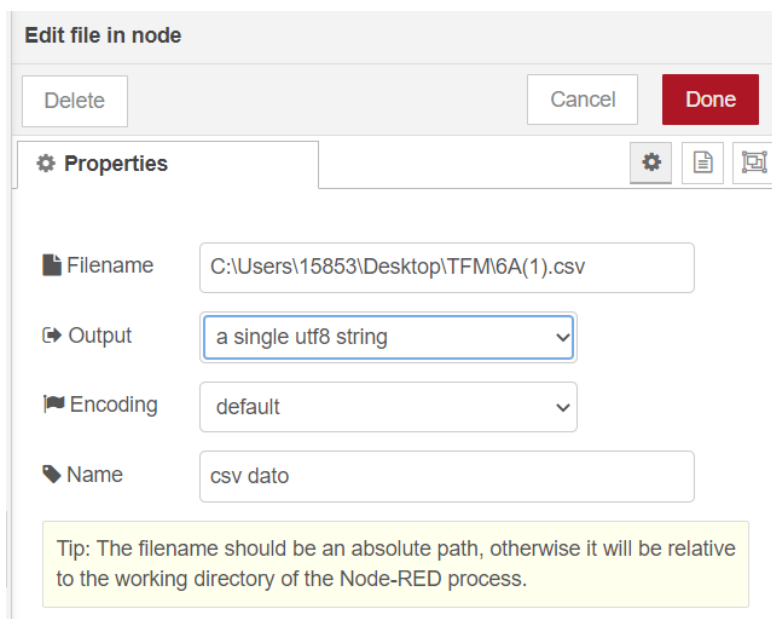 Edit file in node
Delete
Cancel
Done
Properties
Filename
C:\Users\15853\Desktop\TFM\6A(1).csv
Output
a single utf8 string
Encoding
default
Name
csv dato
Tip: The filename should be an absolute path, otherwise it will be relative
to the working directory of the Node-RED process.